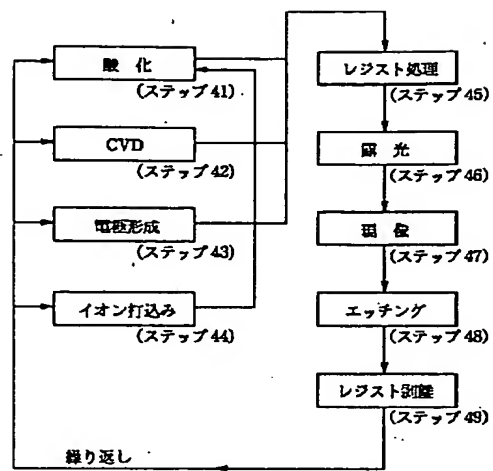 酸化
(ステップ41)
CVD
(ステップ42)
電極形成
(ステップ43)
イオン打込み
(ステップ44)
レジスト処理
(ステップ45)
露光
(ステップ46)
現像
(ステップ47)
エッチング
(ステップ48)
レジスト剥離
(ステップ49)
繰り返し